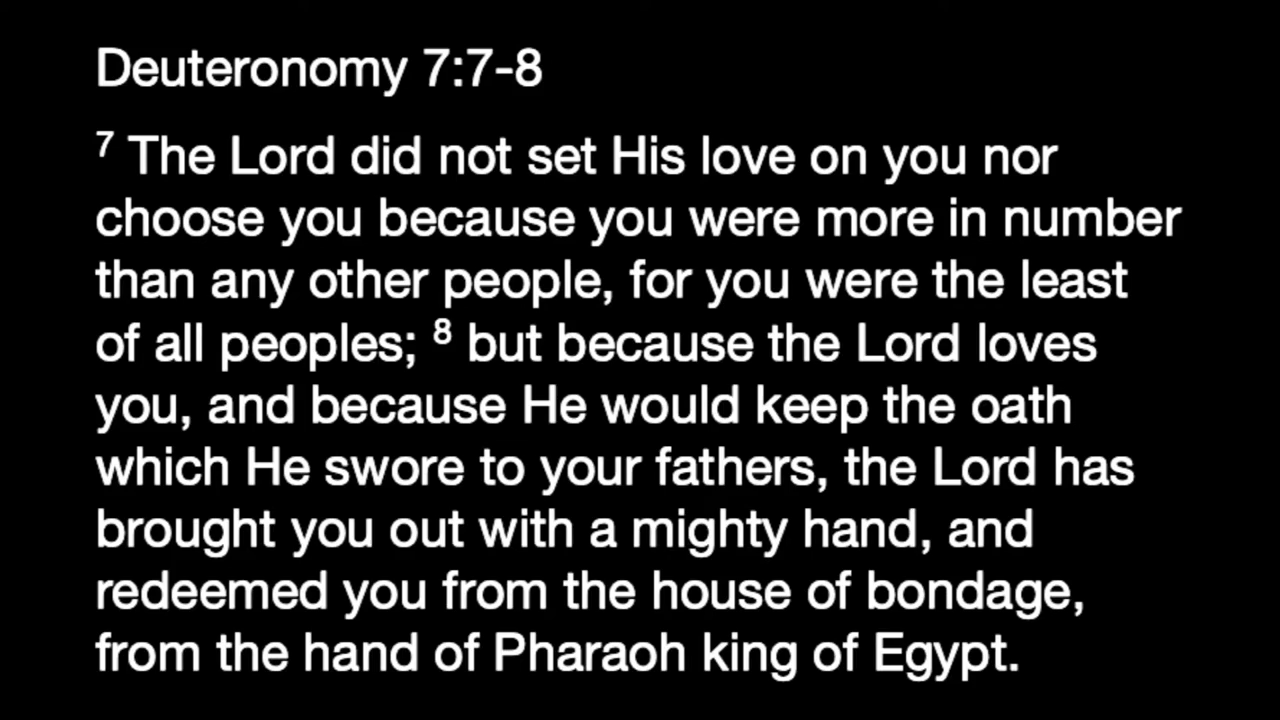 Deuteronomy 7:7-8
7 The Lord did not set His love on you nor
choose you because you were more in number
than any other people, for you were the least
of all peoples; 8 but because the Lord loves
you, and because He would keep the oath
which He swore to your fathers, the Lord has
brought you out with a mighty hand, and
redeemed you from the house of bondage,
from the hand of Pharaoh king of Egypt.